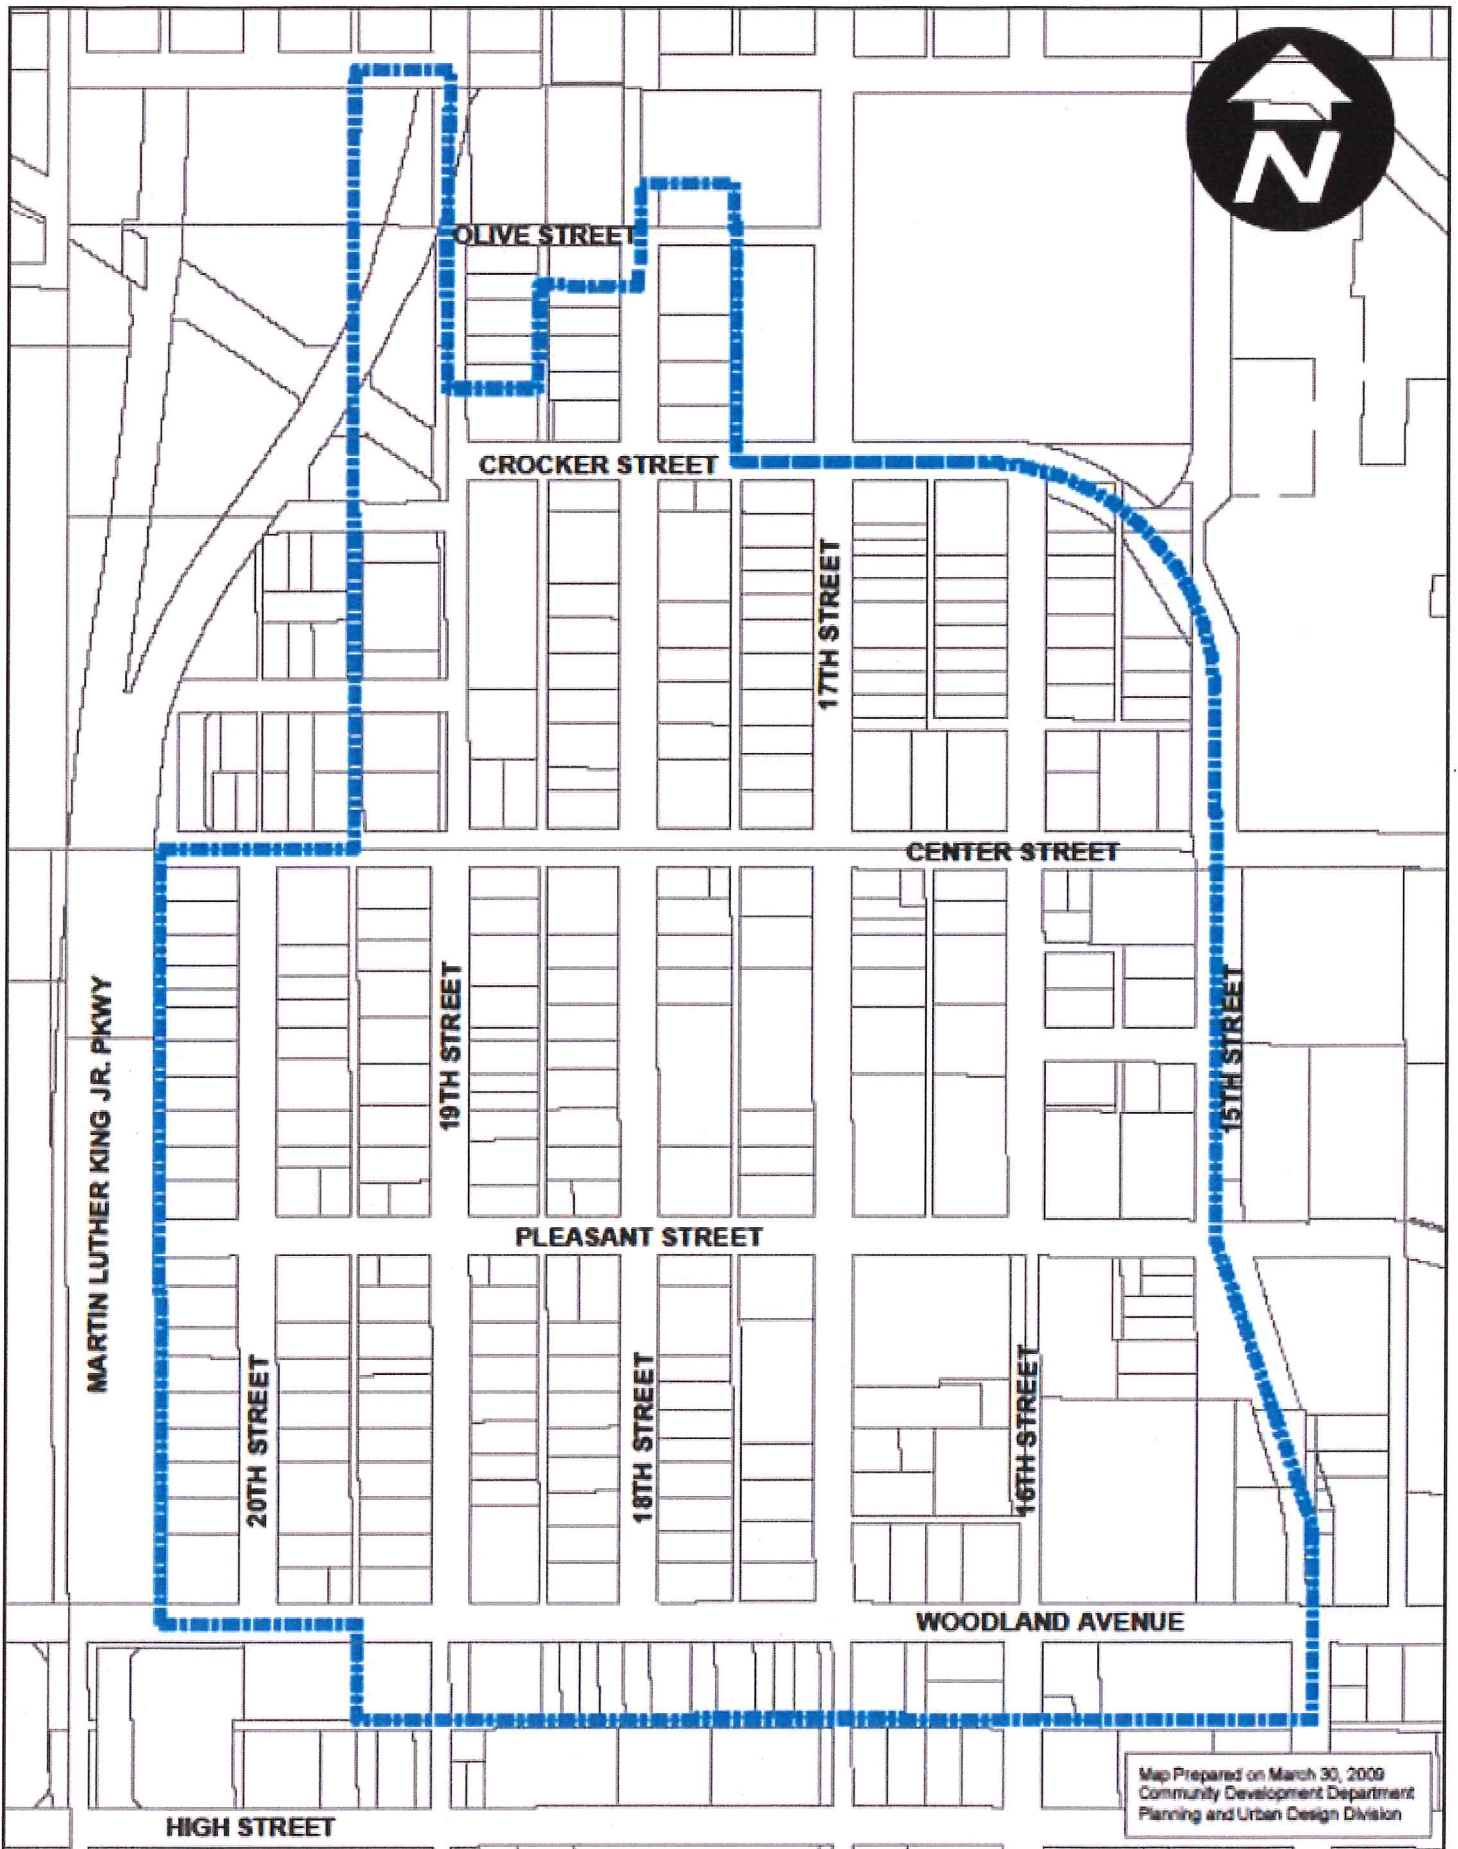 N
OLIVE STREET
CROCKER STREET
17TH STREET
CENTER STREET
MARTIN LUTHER KING JR. PKWY
19TH STREET
15TH STREET
PLEASANT STREET
20TH STREET
18TH STREET
16TH STREET
WOODLAND AVENUE
Map Prepared on March 30, 2009
Community Development Department
Planning and Urban Design Division
HIGH STREET